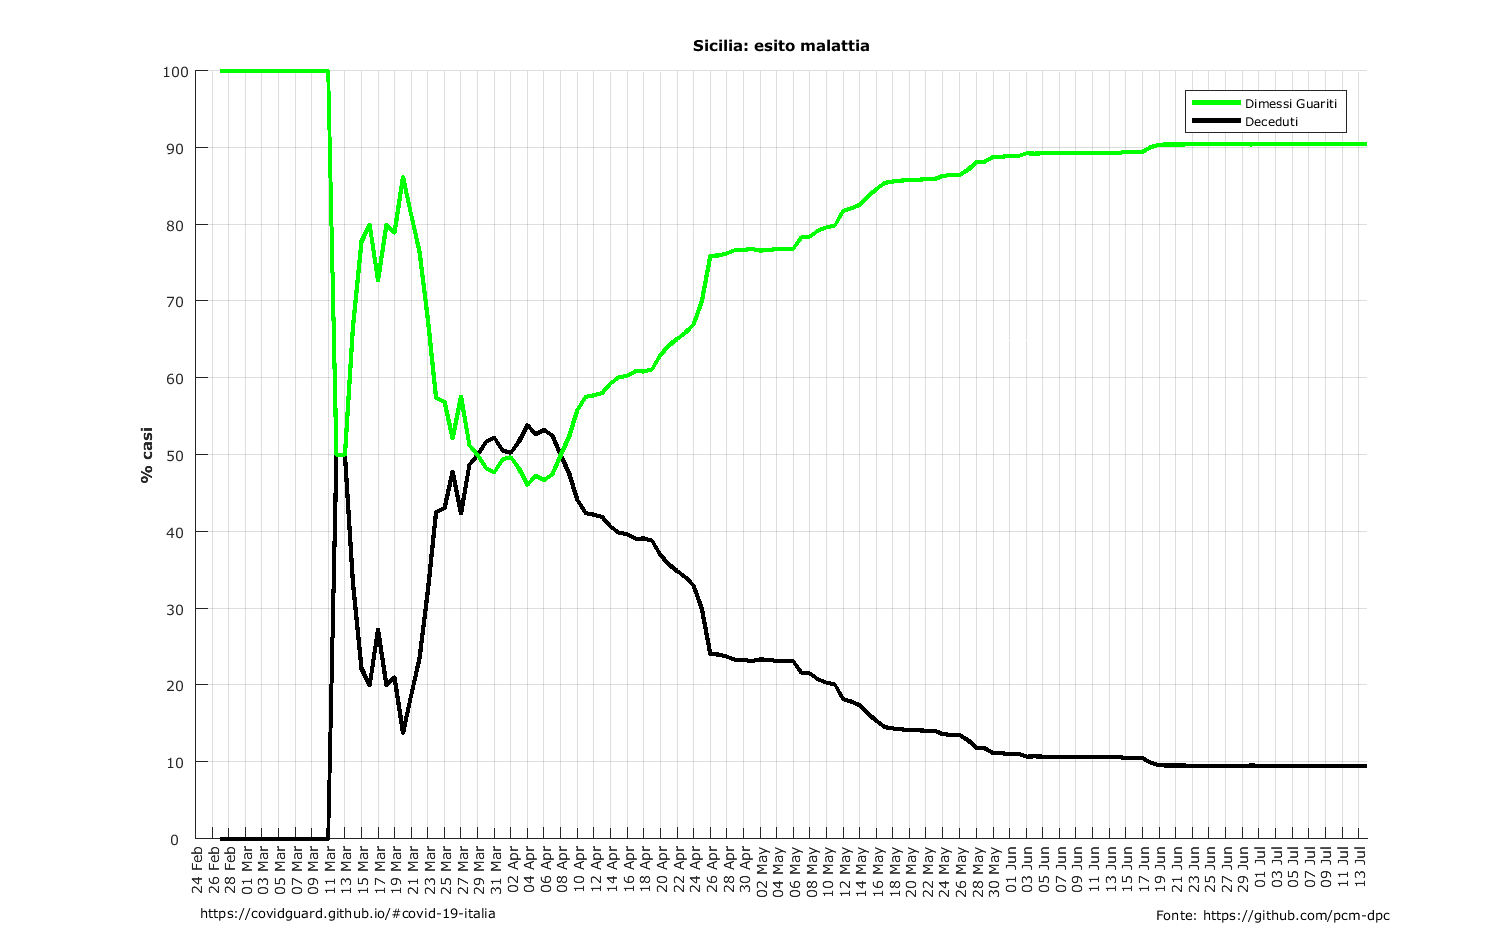 Sicilia: esito malattia
100
90
80
70
60
50
40
30
20
10
0
% casi
Dimessi Guariti
Deceduti
24 Feb
26 Feb
28 Feb
01 Mar
03 Mar
05 Mar
07 Mar
09 Mar
11 Mar
13 Mar
15 Mar
17 Mar
19 Mar
21 Mar
23 Mar
25 Mar
27 Mar
29 Mar
31 Mar
02 Apr
04 Apr
06 Apr
08 Apr
10 Apr
12 Apr
14 Apr
16 Apr
18 Apr
20 Apr
22 Apr
24 Apr
26 Apr
28 Apr
30 Apr
02 May
04 May
06 May
08 May
10 May
12 May
14 May
16 May
18 May
20 May
22 May
24 May
26 May
28 May
30 May
01 Jun
03 Jun
05 Jun
07 Jun
09 Jun
11 Jun
13 Jun
15 Jun
17 Jun
19 Jun
21 Jun
23 Jun
25 Jun
27 Jun
29 Jun
01 Jul
03 Jul
05 Jul
07 Jul
09 Jul
11 Jul
13 Jul
https://covidguard.github.io/#covid-19-italia
Fonte: https://github.com/pcm-dpc